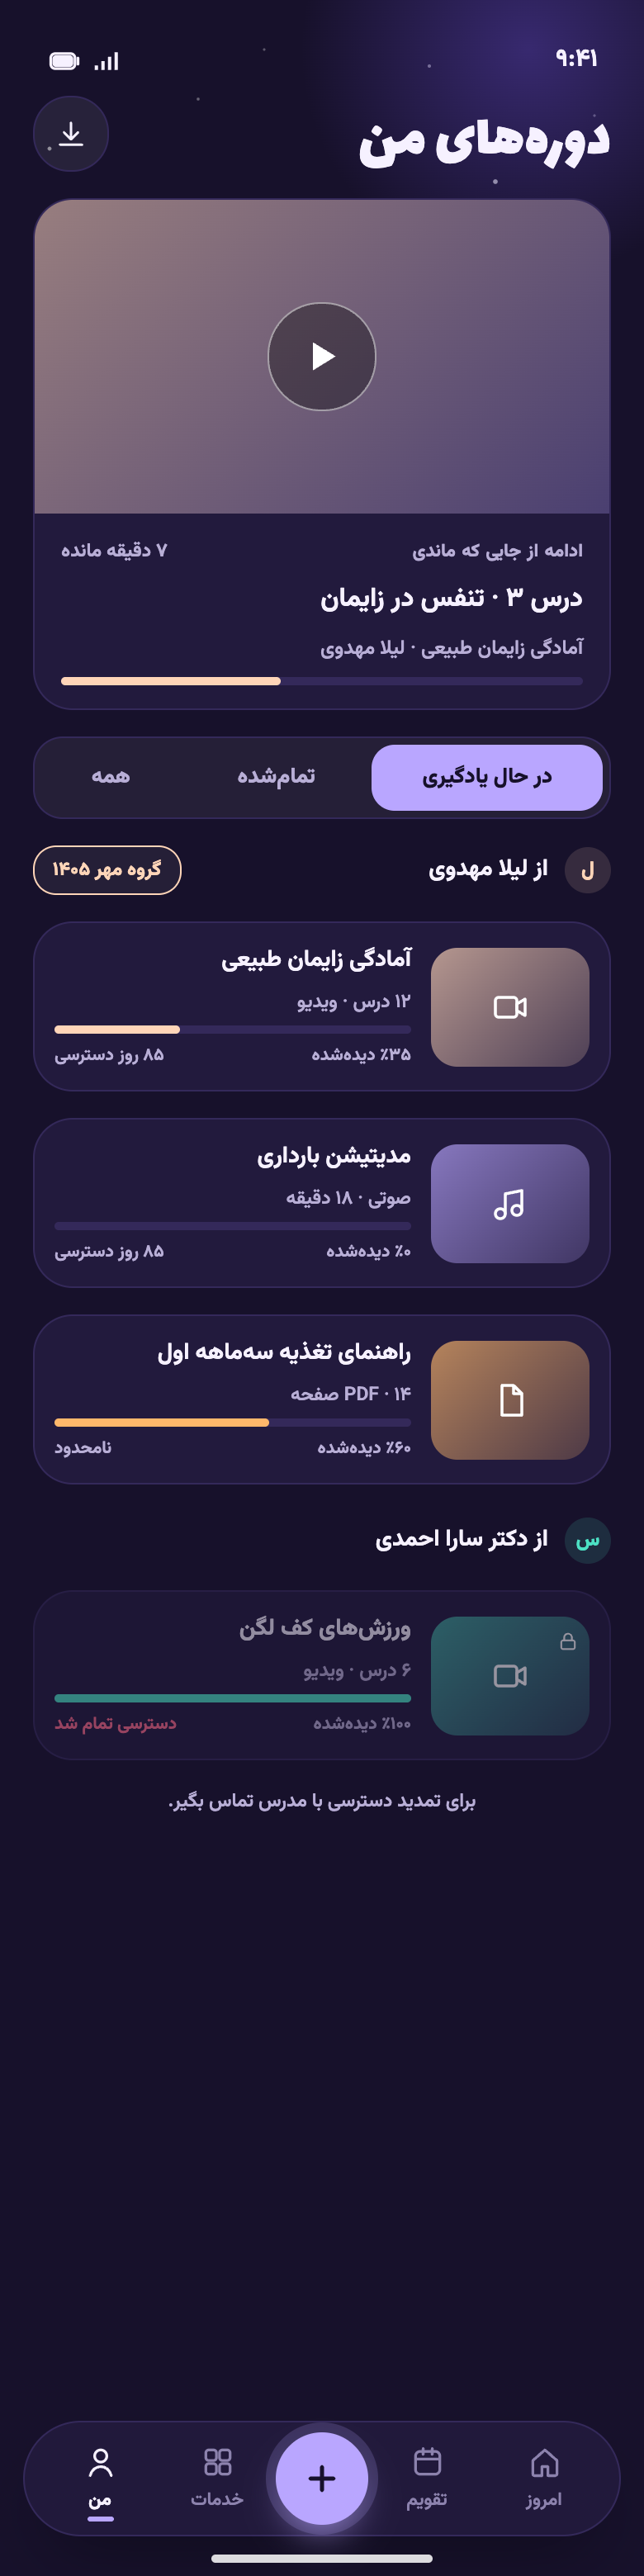 ۹:۴۱
دوره‌های من
ادامه از جایی که ماندی
۷ دقیقه مانده
درس ۳ · تنفس در زایمان
آمادگی زایمان طبیعی · لیلا مهدوی
در حال یادگیری
تمام‌شده
همه
ل
از لیلا مهدوی
گروه مهر ۱۴۰۵
آمادگی زایمان طبیعی
۱۲ درس · ویدیو
٪۳۵ دیده‌شده
۸۵ روز دسترسی
مدیتیشن بارداری
صوتی · ۱۸ دقیقه
٪۰ دیده‌شده
۸۵ روز دسترسی
راهنمای تغذیه سه‌ماهه اول
PDF · ۱۴ صفحه
٪۶۰ دیده‌شده
نامحدود
س
از دکتر سارا احمدی
ورزش‌های کف لگن
۶ درس · ویدیو
٪۱۰۰ دیده‌شده
دسترسی تمام شد
برای تمدید دسترسی با مدرس تماس بگیر.
امروز
تقویم
خدمات
من